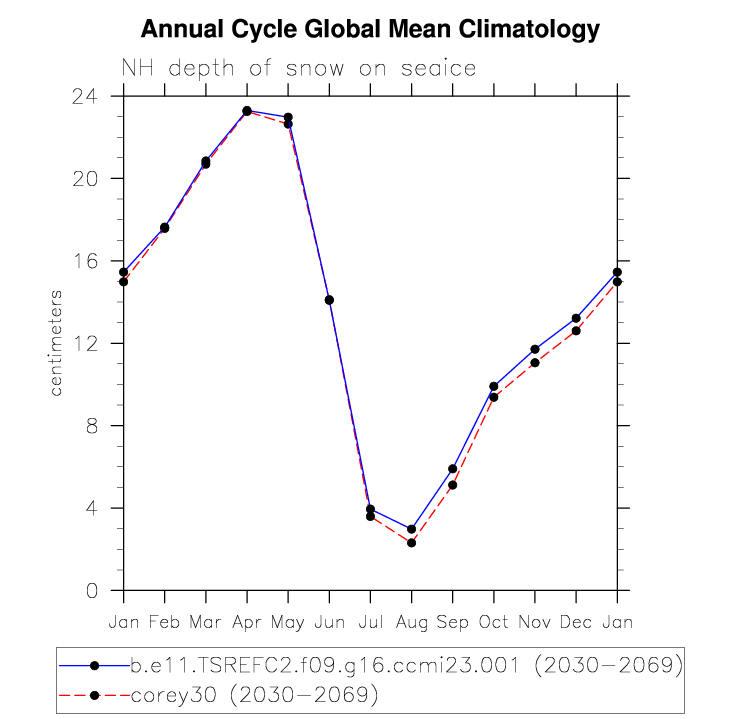 Annual Cycle Global Mean Climatology
NH depth of snow on seaice
24
20
16
12
8
4
0
centimeters
Jan Feb Mar Apr May Jun Jul Aug Sep Oct Nov Dec Jan
b.e11.TSREFC2.f09.g16.ccmi23.001 (2030-2069)
corey30 (2030-2069)